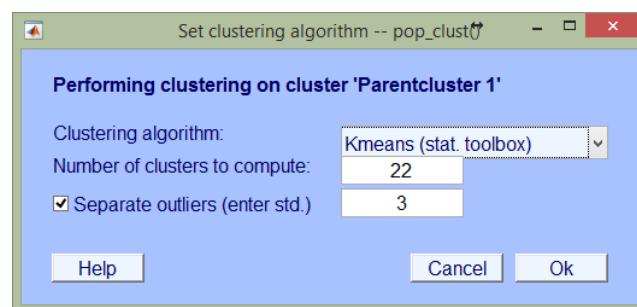 Set clustering algorithm -- pop_clust()
Performing clustering on cluster 'Parentcluster 1'
Clustering algorithm:
Kmeans (stat. toolbox)
Number of clusters to compute:
22
Separate outliers (enter std.)
3
Help
Cancel
Ok